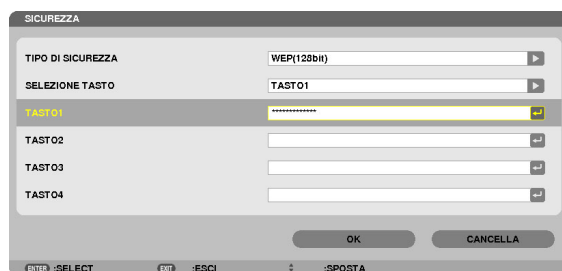 SICUREZZA
TIPO DI SICUREZZA WEP(128bit)
SELEZIONE TASTO TASTO1
TASTO1 *************
TASTO2
TASTO3
TASTO4
OK CANCELLA
ENTER :SELECT EXIT :ESCI :SPOSTA